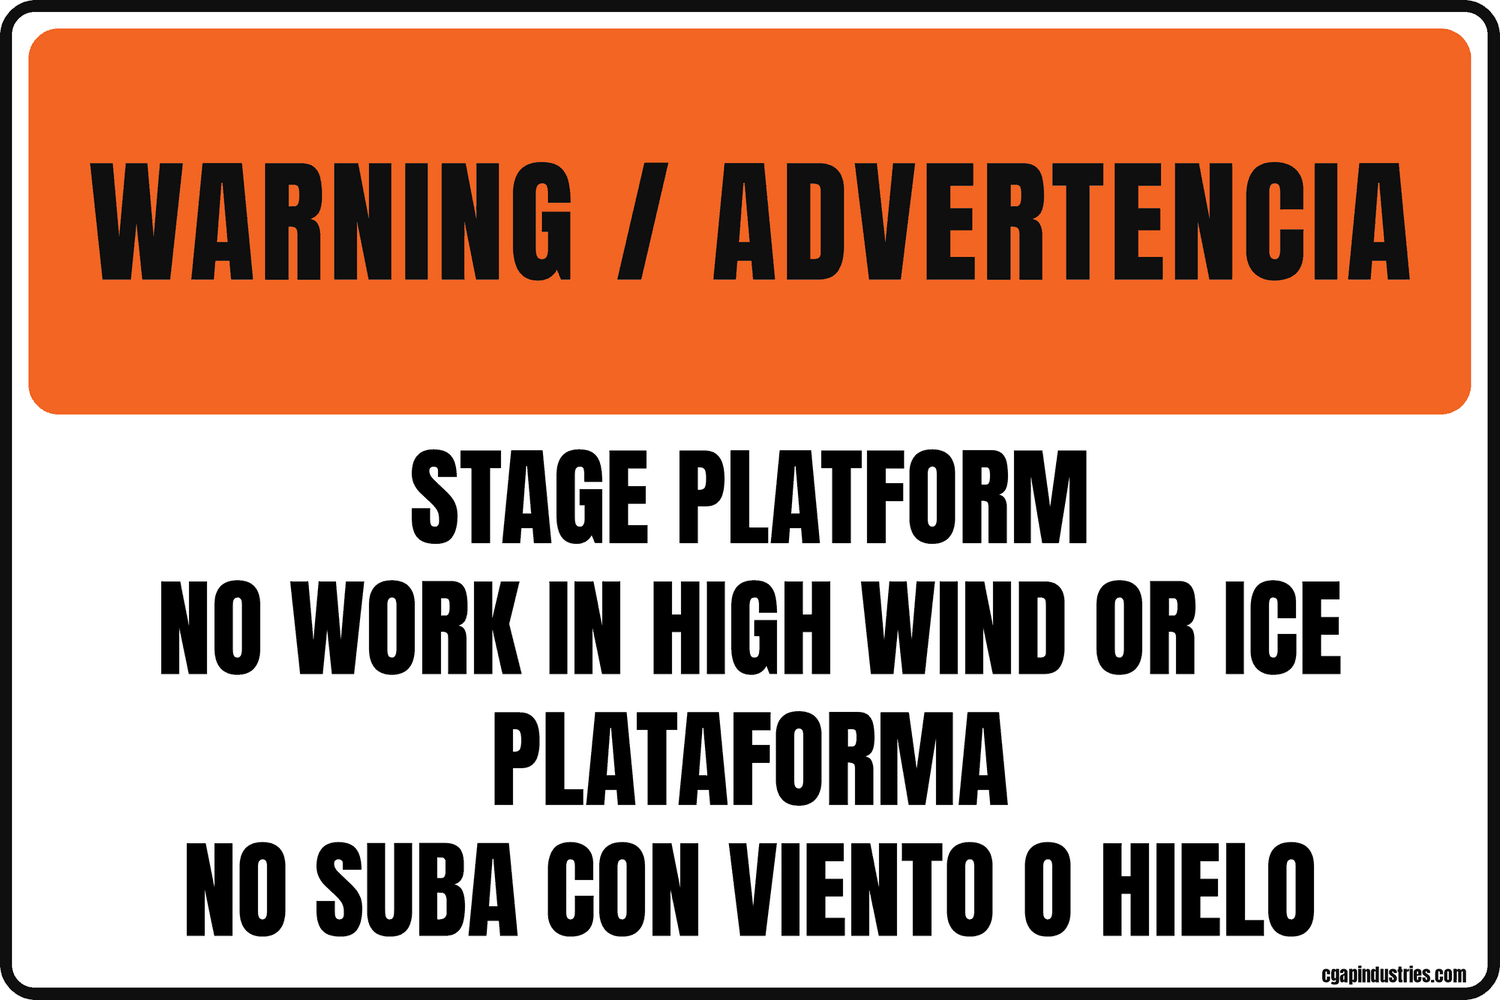 WARNING / ADVERTENCIA
STAGE PLATFORM
NO WORK IN HIGH WIND OR ICE
PLATAFORMA
NO SUBA CON VIENTO O HIELO
cgapindustries.com